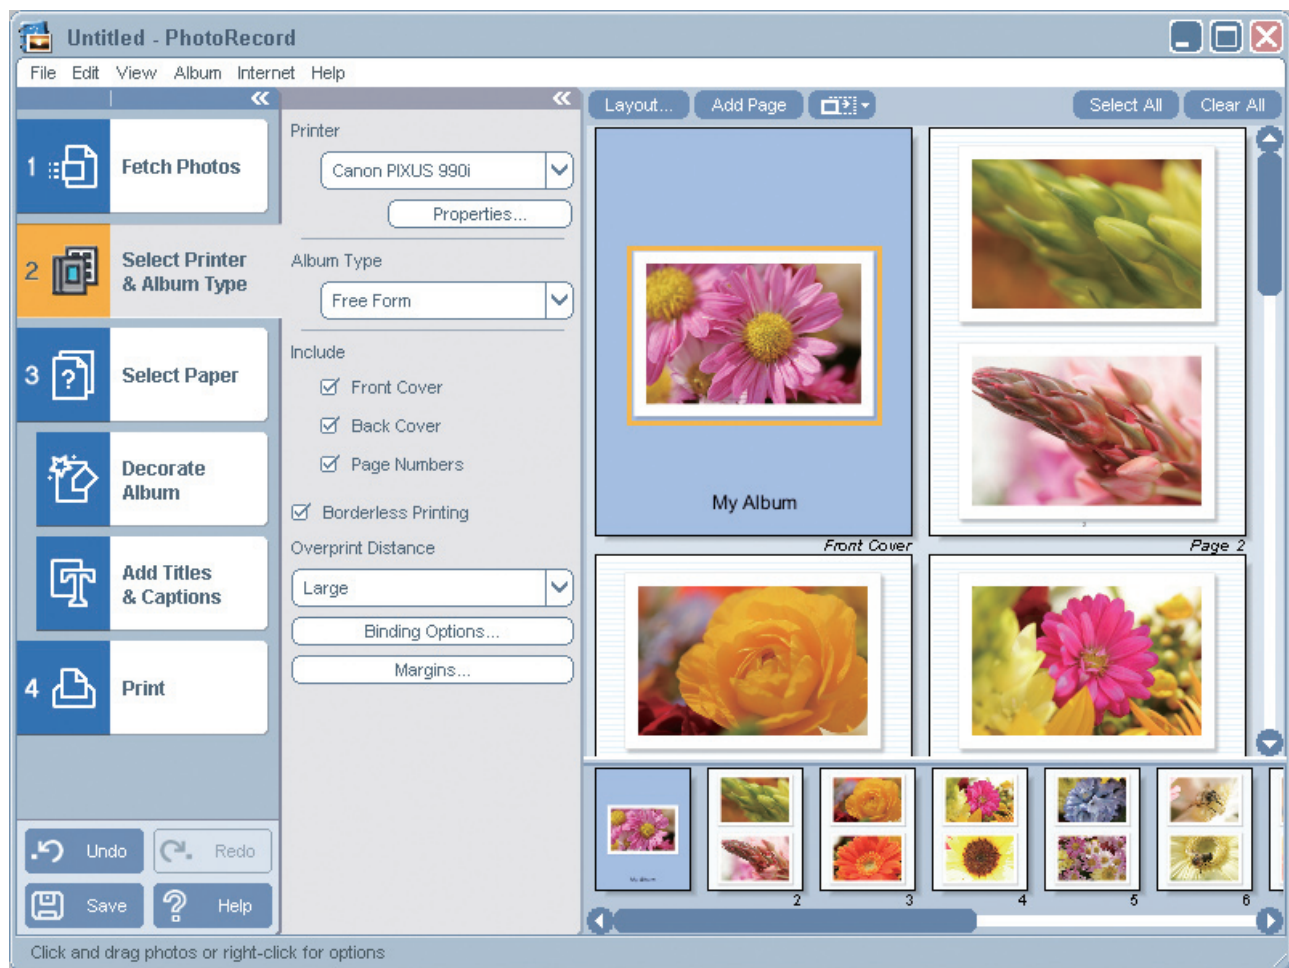 Untitled - PhotoRecord
File Edit View Album Internet Help
1 Fetch Photos
2 Select Printer
& Album Type
3 Select Paper
Decorate
Album
Add Titles
& Captions
4 Print
Undo
Redo
Save
Help
Printer
Canon PIXUS 990i
Properties...
Album Type
Free Form
Include
Front Cover
Back Cover
Page Numbers
Borderless Printing
Overprint Distance
Large
Binding Options...
Margins...
Layout... Add Page Select All Clear All
My Album
2
Front Cover
Page 2
My Album
2
3
4
5
6
Click and drag photos or right-click for options